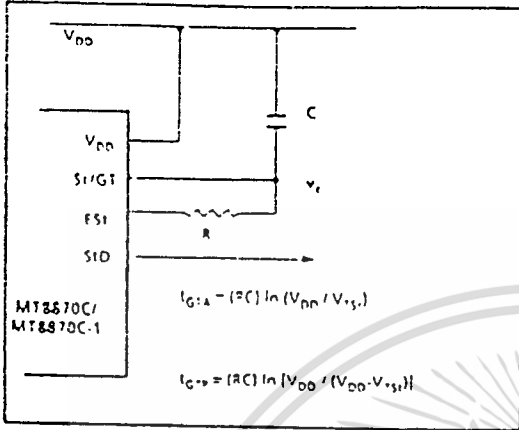 VDD
C
VDD
St/GT
vc
ESt
R
StD
MT8870C/
MT8870C-1
tGTA = (RC) ln (VDD / VTSt)
tGTP = (RC) ln [VDD / (VDD-VTSt)]